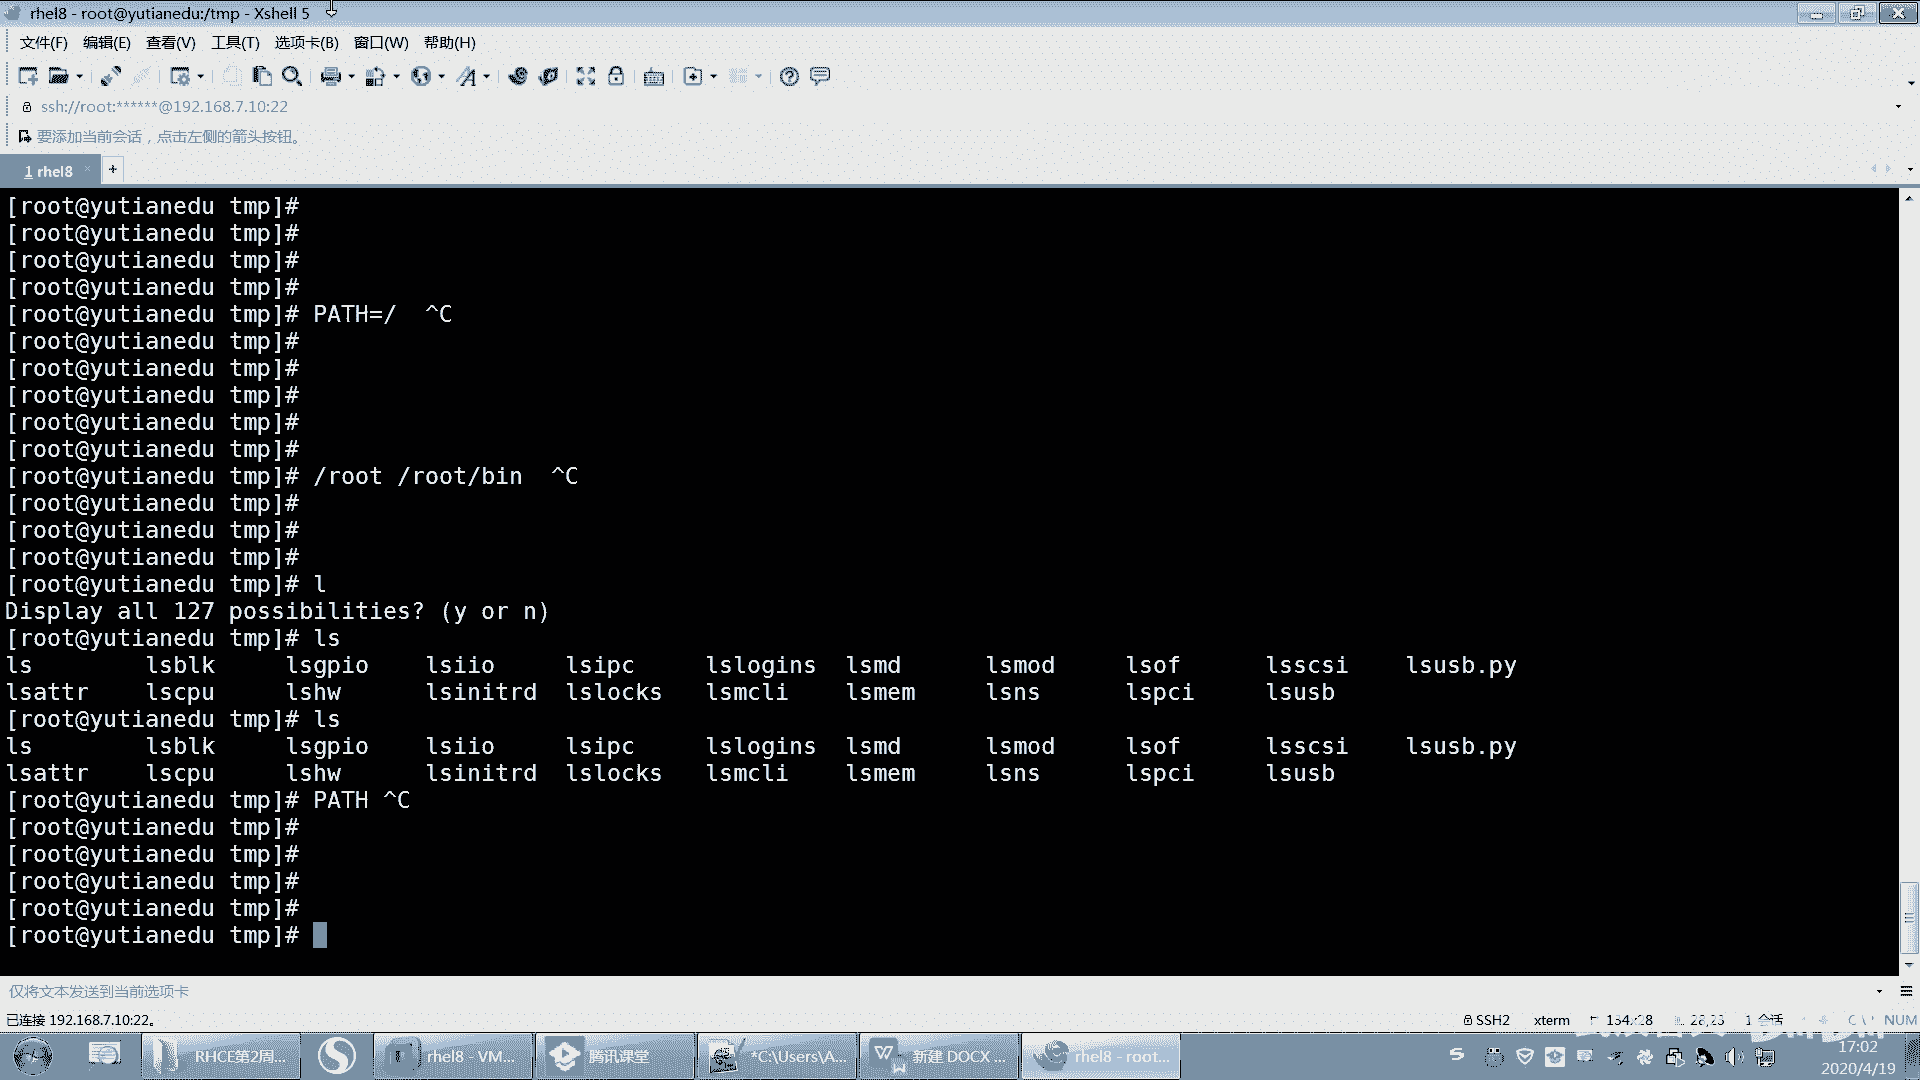 rhel8 - root@yutianedu:/tmp - Xshell 5
文件(F) 编辑(E) 查看(V) 工具(T) 选项卡(B) 窗口(W) 帮助(H)
ssh://root:******@192.168.7.10:22
要添加当前会话，点击左侧的箭头按钮。
1 rhel8
[root@yutianedu tmp]#
[root@yutianedu tmp]#
[root@yutianedu tmp]#
[root@yutianedu tmp]#
[root@yutianedu tmp]# PATH=/  ^C
[root@yutianedu tmp]#
[root@yutianedu tmp]#
[root@yutianedu tmp]#
[root@yutianedu tmp]#
[root@yutianedu tmp]#
[root@yutianedu tmp]# /root /root/bin  ^C
[root@yutianedu tmp]#
[root@yutianedu tmp]#
[root@yutianedu tmp]#
[root@yutianedu tmp]# l
Display all 127 possibilities? (y or n)
[root@yutianedu tmp]# ls
ls lsblk lsgpio lsiio lsipc lslogins lsmd lsmod lsof lsscsi lsusb.py
lsattr lscpu lshw lsinitrd lslocks lsmcli lsmem lsns lspci lsusb
[root@yutianedu tmp]# ls
ls lsblk lsgpio lsiio lsipc lslogins lsmd lsmod lsof lsscsi lsusb.py
lsattr lscpu lshw lsinitrd lslocks lsmcli lsmem lsns lspci lsusb
[root@yutianedu tmp]# PATH ^C
[root@yutianedu tmp]#
[root@yutianedu tmp]#
[root@yutianedu tmp]#
[root@yutianedu tmp]#
[root@yutianedu tmp]#
仅将文本发送到当前选项卡
已连接 192.168.7.10:22。 SSH2 xterm 28,23 1 会话 NUM
RHCE第2周... rhel8 - VM... 腾讯课堂 *C:\Users\A... 新建 DOCX ... rhel8 - root... 17:02
2020/4/19